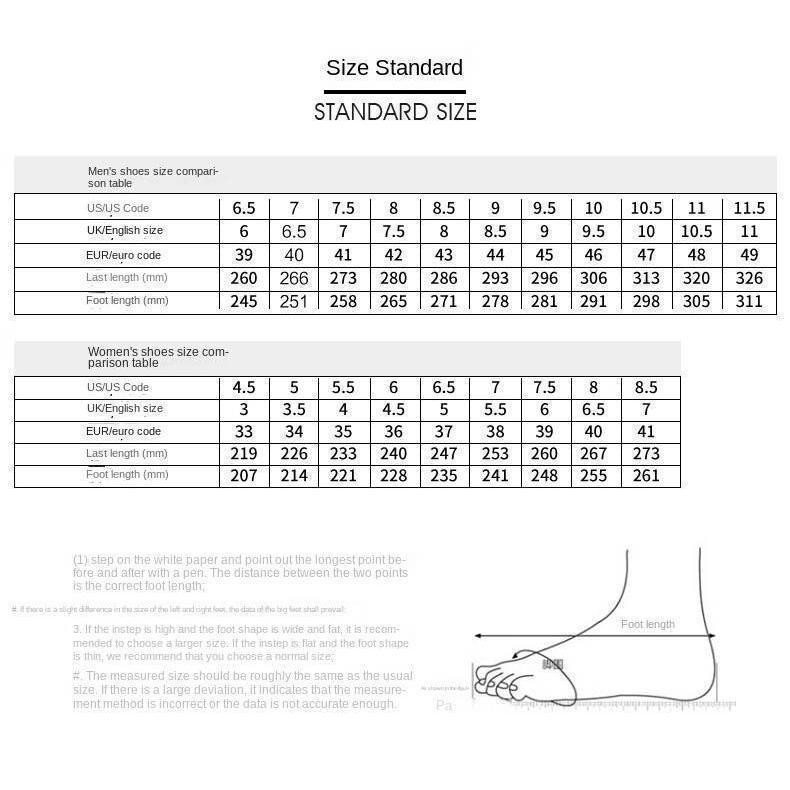 Size Standard
STANDARD SIZE
Men's shoes size compari-
son table
US/US Code 6.5 7 7.5 8 8.5 9 9.5 10 10.5 11 11.5
UK/English size 6 6.5 7 7.5 8 8.5 9 9.5 10 10.5 11
EUR/euro code 39 40 41 42 43 44 45 46 47 48 49
Last length (mm) 260 266 273 280 286 293 296 306 313 320 326
Foot length (mm) 245 251 258 265 271 278 281 291 298 305 311
Women's shoes size com-
parison table
US/US Code 4.5 5 5.5 6 6.5 7 7.5 8 8.5
UK/English size 3 3.5 4 4.5 5 5.5 6 6.5 7
EUR/euro code 33 34 35 36 37 38 39 40 41
Last length (mm) 219 226 233 240 247 253 260 267 273
Foot length (mm) 207 214 221 228 235 241 248 255 261
(1) step on the white paper and point out the longest point be-
fore and after with a pen. The distance between the two points
is the correct foot length;
#. If there is a slight difference in the size of the left and right feet, the data of the big feet shall prevail;
3. If the instep is high and the foot shape is wide and fat, it is recom-
mended to choose a larger size. If the instep is flat and the foot shape
is thin, we recommend that you choose a normal size;
#. The measured size should be roughly the same as the usual
size. If there is a large deviation, it indicates that the measure-
ment method is incorrect or the data is not accurate enough.
Foot length
As shown in the figure
Pa